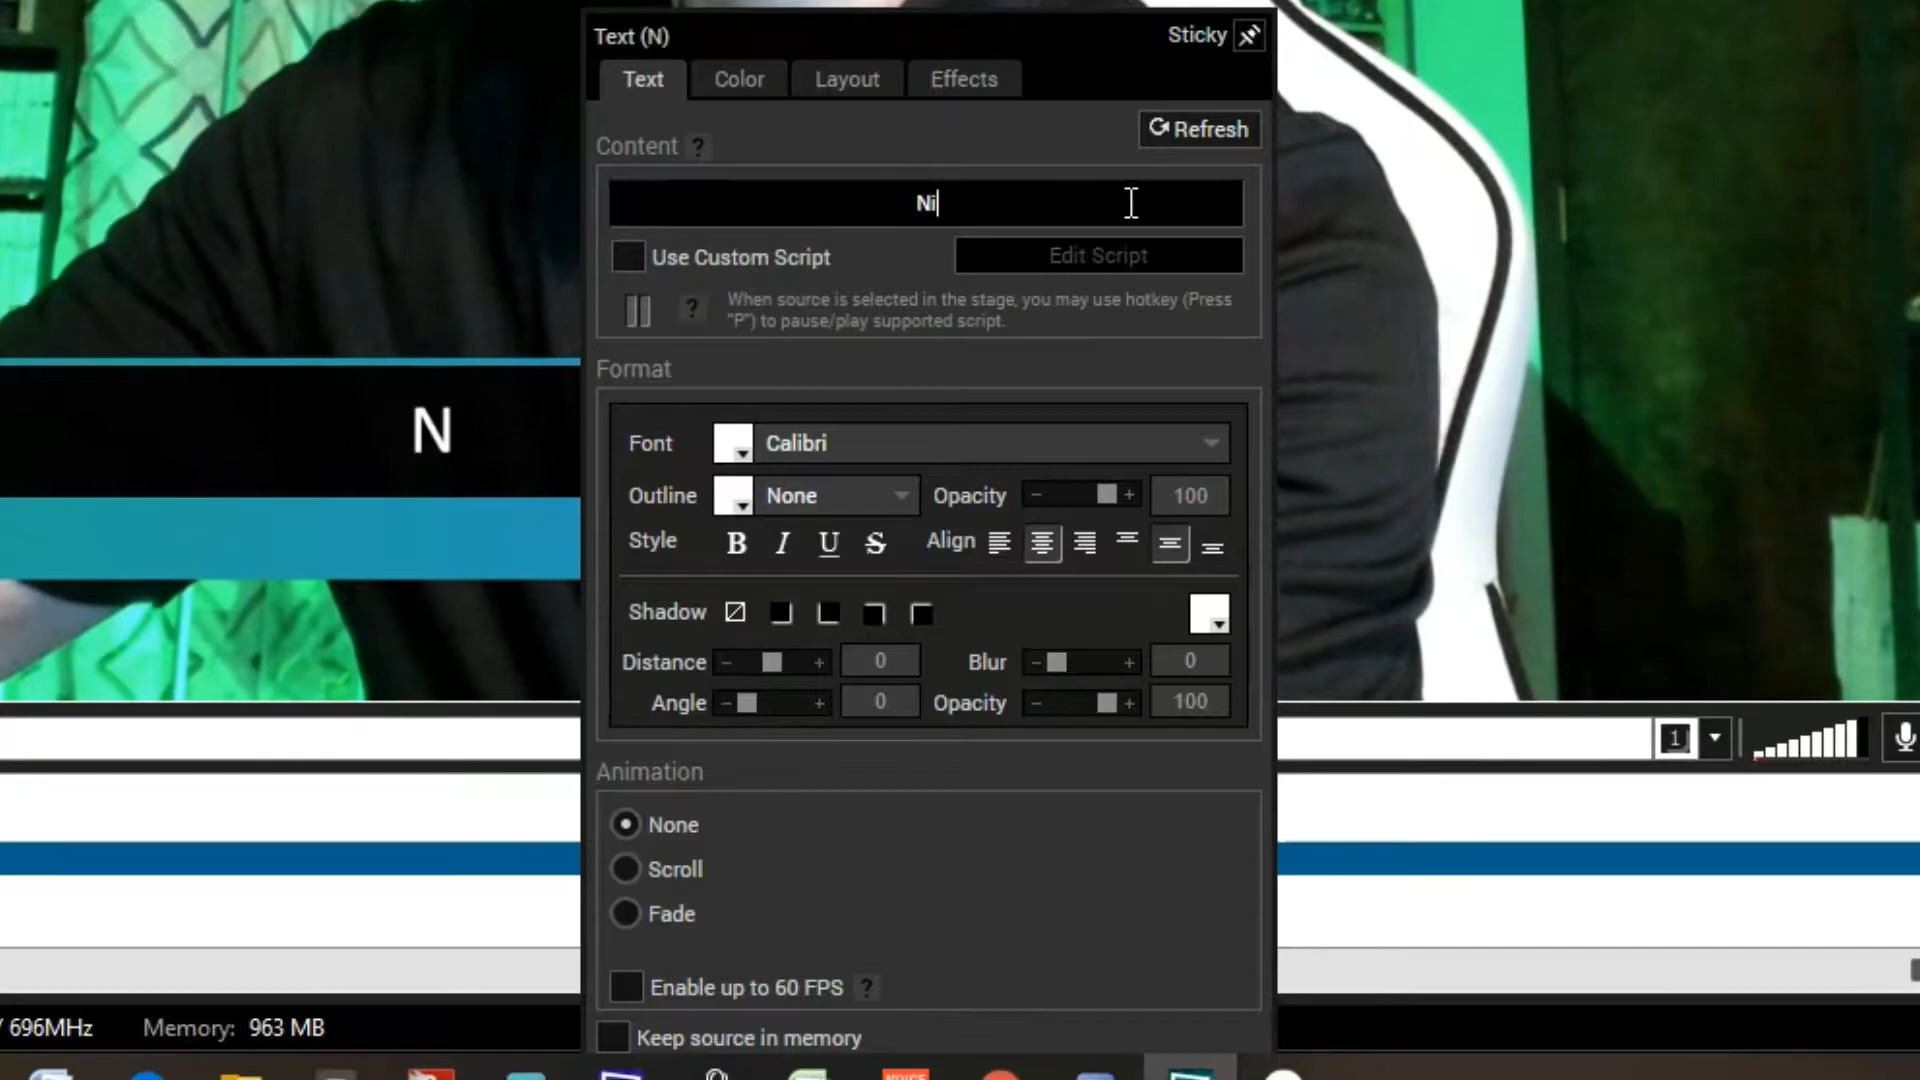 Text (N)
Sticky
Text
Color
Layout
Effects
Refresh
Content ?
Ni
Use Custom Script
Edit Script
? When source is selected in the stage, you may use hotkey (Press
"P") to pause/play supported script.
Format
N
Font
Calibri
Outline
None
Opacity - + 100
Style B I U S
Align
Shadow
Distance - + 0
Blur - + 0
Angle - + 0
Opacity - + 100
1
Animation
None
Scroll
Fade
Enable up to 60 FPS ?
/ 696MHz
Memory: 963 MB
Keep source in memory